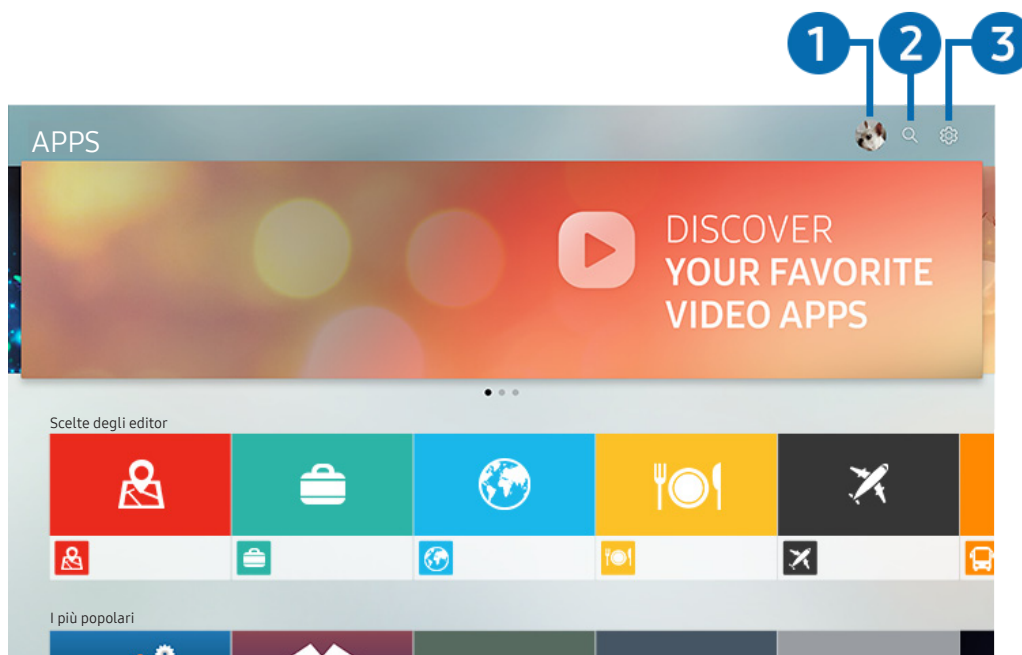 1 2 3
APPS
DISCOVER
YOUR FAVORITE
VIDEO APPS
Scelte degli editor
I più popolari